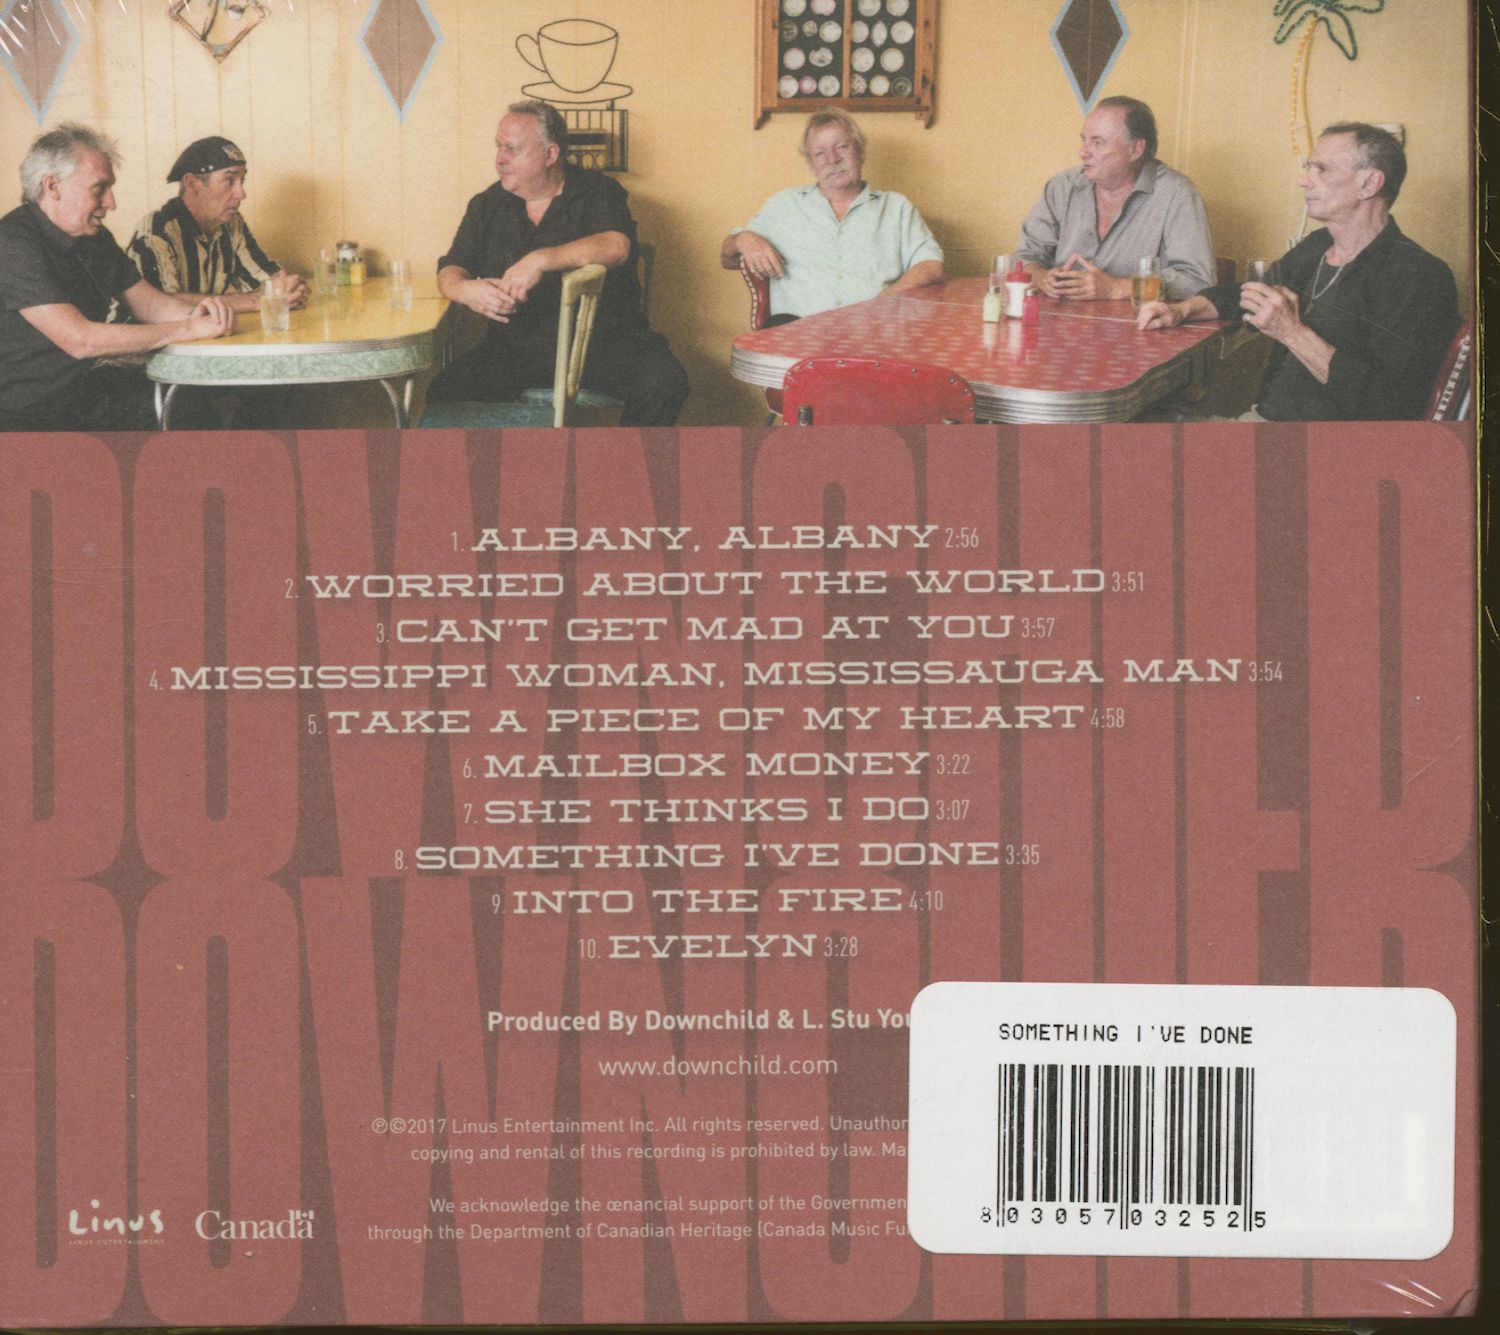 1. ALBANY, ALBANY 2:56
2. WORRIED ABOUT THE WORLD 3:51
3. CAN'T GET MAD AT YOU 3:57
4. MISSISSIPPI WOMAN, MISSISSAUGA MAN 3:54
5. TAKE A PIECE OF MY HEART 4:58
6. MAILBOX MONEY 3:22
7. SHE THINKS I DO 3:07
8. SOMETHING I'VE DONE 3:35
9. INTO THE FIRE 4:10
10. EVELYN 3:28
Produced By Downchild & L. Stu You
www.downchild.com
℗©2017 Linus Entertainment Inc. All rights reserved. Unauthor
copying and rental of this recording is prohibited by law. Ma
We acknowledge the œnancial support of the Governmen
through the Department of Canadian Heritage (Canada Music Fu
Linus
LINUS ENTERTAINMENT
Canada
SOMETHING I'VE DONE
8 03057 03252 5
DOWNCHILD
DOWNCHILD